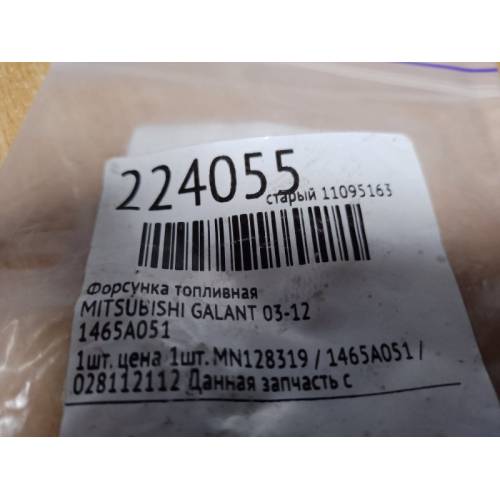 224055
старый 11095163
Форсунка топливная
MITSUBISHI GALANT 03-12
1465A051
1шт. цена 1шт. MN128319 / 1465A051 /
028112112 Данная запчасть с